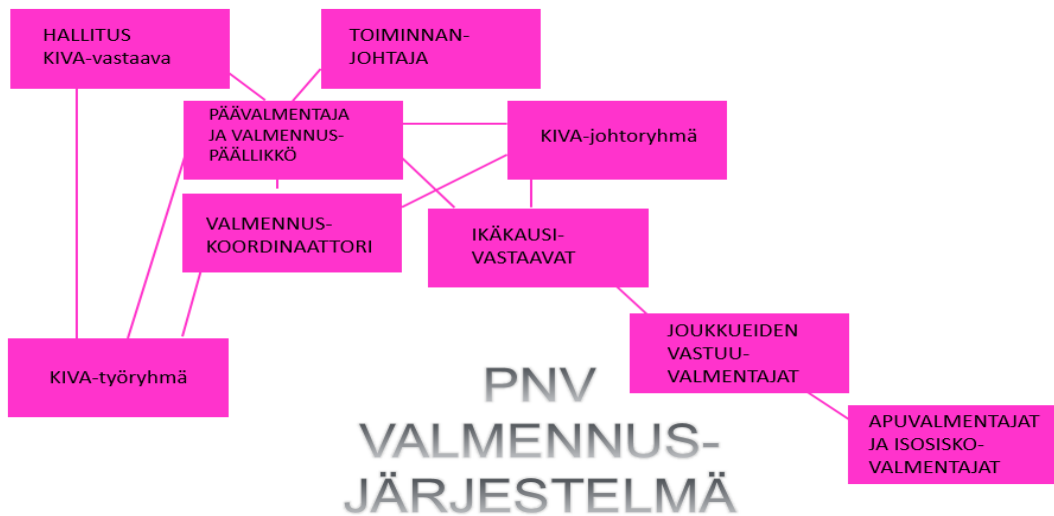 HALLITUS
KIVA-vastaava
TOIMINNAN-
JOHTAJA
PÄÄVALMENTAJA
JA VALMENNUS-
PÄÄLLIKKÖ
KIVA-johtoryhmä
VALMENNUS-
KOORDINAATTORI
IKÄKAUSI-
VASTAAVAT
JOUKKUEIDEN
VASTUU-
VALMENTAJAT
KIVA-työryhmä
APUVALMENTAJAT
JA ISOSISKO-
VALMENTAJAT
PNV
VALMENNUS-
JÄRJESTELMÄ